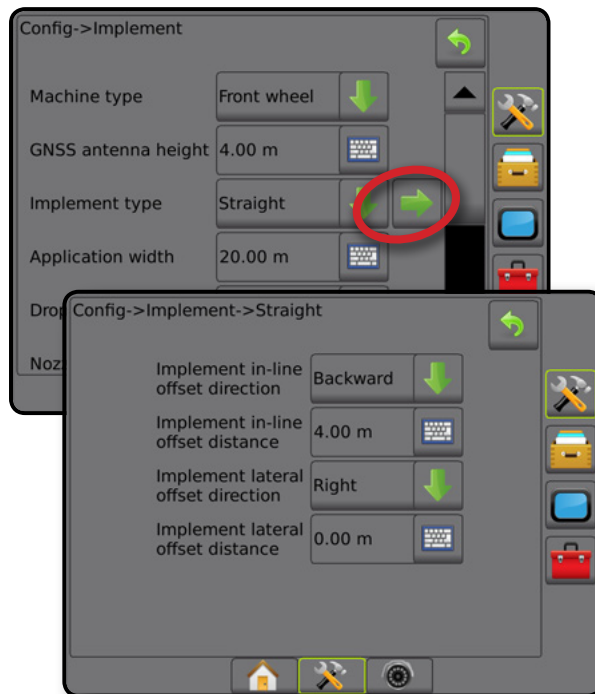 Config->Implement
Machine type Front wheel
GNSS antenna height 4.00 m
Implement type Straight
Application width 20.00 m
Config->Implement->Straight
Implement in-line
offset direction Backward
Implement in-line
offset distance 4.00 m
Implement lateral
offset direction Right
Implement lateral
offset distance 0.00 m